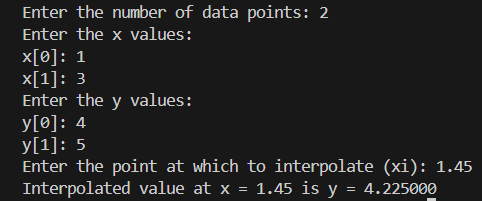 Enter the number of data points: 2
Enter the x values:
x[0]: 1
x[1]: 3
Enter the y values:
y[0]: 4
y[1]: 5
Enter the point at which to interpolate (xi): 1.45
Interpolated value at x = 1.45 is y = 4.225000